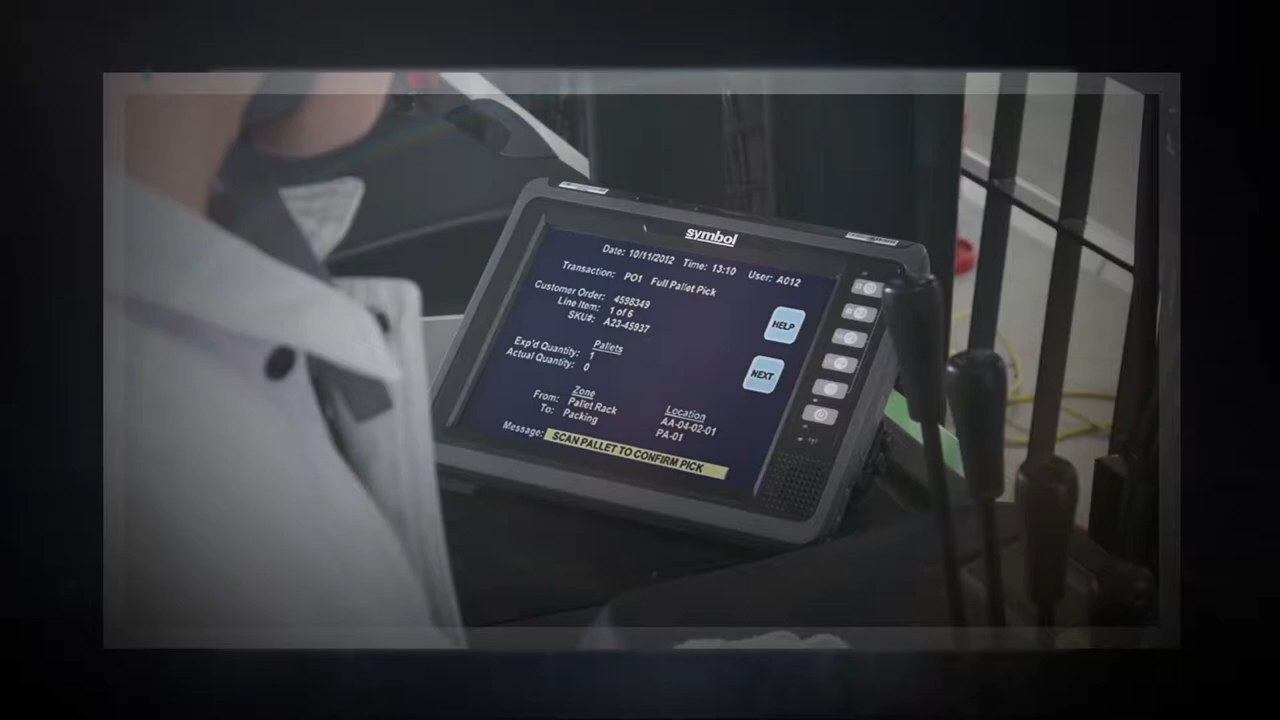 symbol
Date: 10/11/2012 Time: 13:10 User: A012
Transaction: PO1 Full Pallet Pick
Customer Order: 4598349
Line Item: 1 of 6
SKU#: A23-45937
HELP
Pallets
Exp'd Quantity: 1
Actual Quantity: 0
NEXT
Zone Location
From: Pallet Rack AA-04-02-01
To: Packing PA-01
Message: SCAN PALLET TO CONFIRM PICK